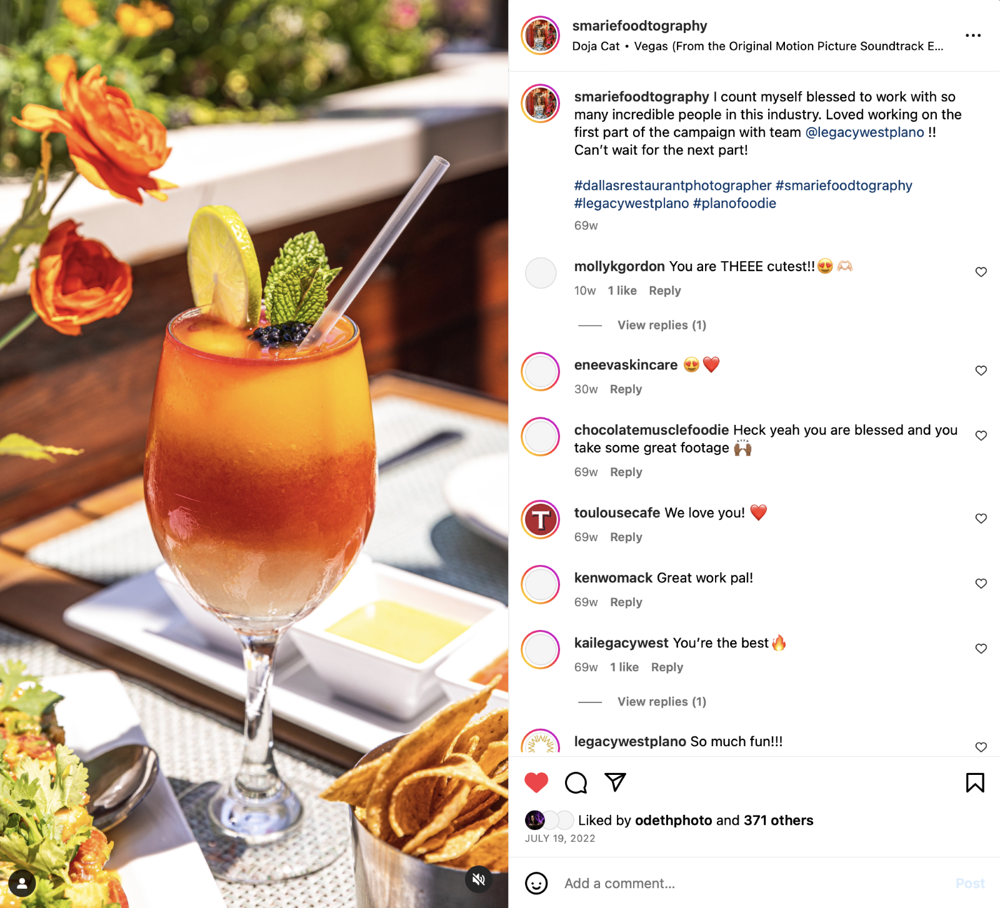 smariefoodtography
Doja Cat • Vegas (From the Original Motion Picture Soundtrack E...
smariefoodtography I count myself blessed to work with so
many incredible people in this industry. Loved working on the
first part of the campaign with team @legacywestplano !!
Can't wait for the next part!
#dallasrestaurantphotographer #smariefoodtography
#legacywestplano #planofoodie
69w
mollykgordon You are THEEE cutest!!😍🫶🏻
10w 1 like Reply
View replies (1)
eneevaskincare 😍❤️
30w Reply
chocolatemusclefoodie Heck yeah you are blessed and you
take some great footage 🙌🏾
69w Reply
T
toulousecafe We love you! ❤️
69w Reply
kenwomack Great work pal!
69w Reply
kailegacywest You're the best🔥
69w 1 like Reply
View replies (1)
legacywestplano So much fun!!!
Liked by odethphoto and 371 others
JULY 19, 2022
Add a comment...
Post